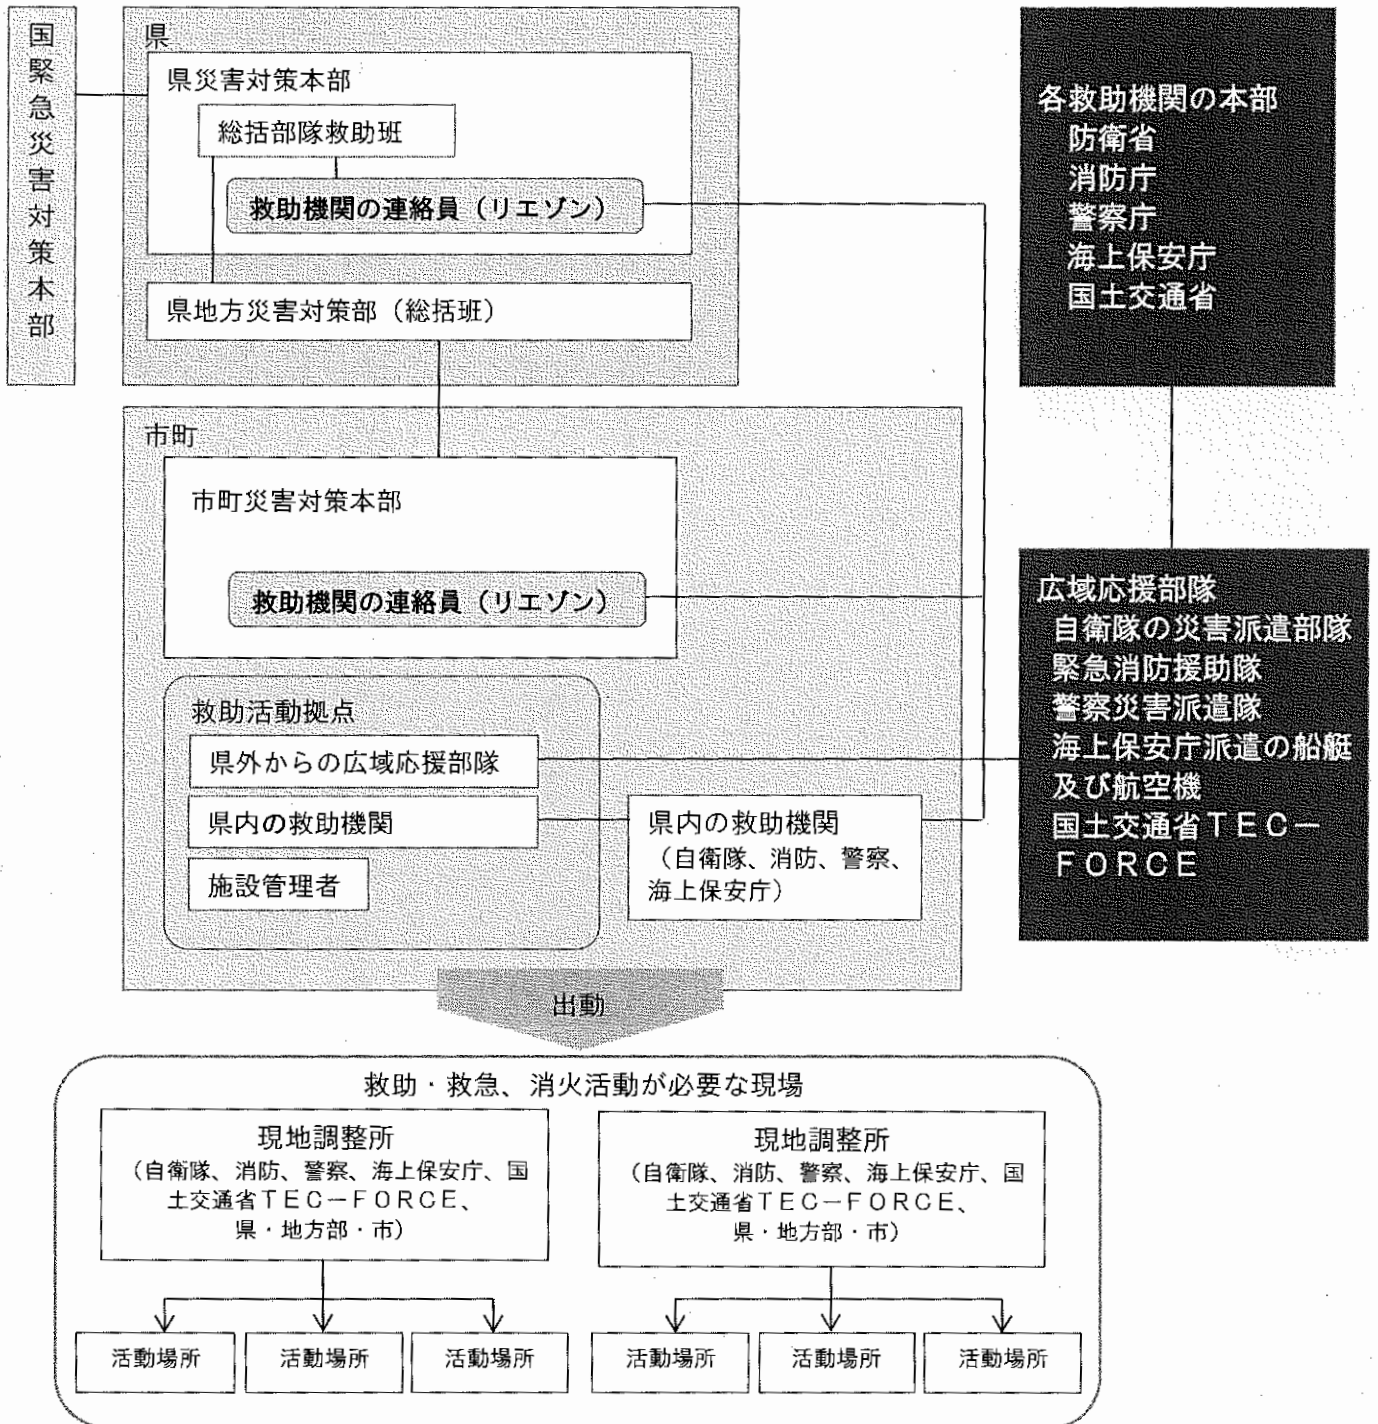 国緊急災害対策本部
県
県災害対策本部
総括部隊救助班
救助機関の連絡員（リエゾン）
県地方災害対策部（総括班）
各救助機関の本部
防衛省
消防庁
警察庁
海上保安庁
国土交通省
市町
市町災害対策本部
救助機関の連絡員（リエゾン）
救助活動拠点
県外からの広域応援部隊
県内の救助機関
施設管理者
県内の救助機関
（自衛隊、消防、警察、
海上保安庁）
広域応援部隊
自衛隊の災害派遣部隊
緊急消防援助隊
警察災害派遣隊
海上保安庁派遣の船艇
及び航空機
国土交通省ＴＥＣ－
ＦＯＲＣＥ
出動
救助・救急、消火活動が必要な現場
現地調整所
（自衛隊、消防、警察、海上保安庁、国
土交通省ＴＥＣ－ＦＯＲＣＥ、
県・地方部・市）
現地調整所
（自衛隊、消防、警察、海上保安庁、国
土交通省ＴＥＣ－ＦＯＲＣＥ、
県・地方部・市）
活動場所
活動場所
活動場所
活動場所
活動場所
活動場所